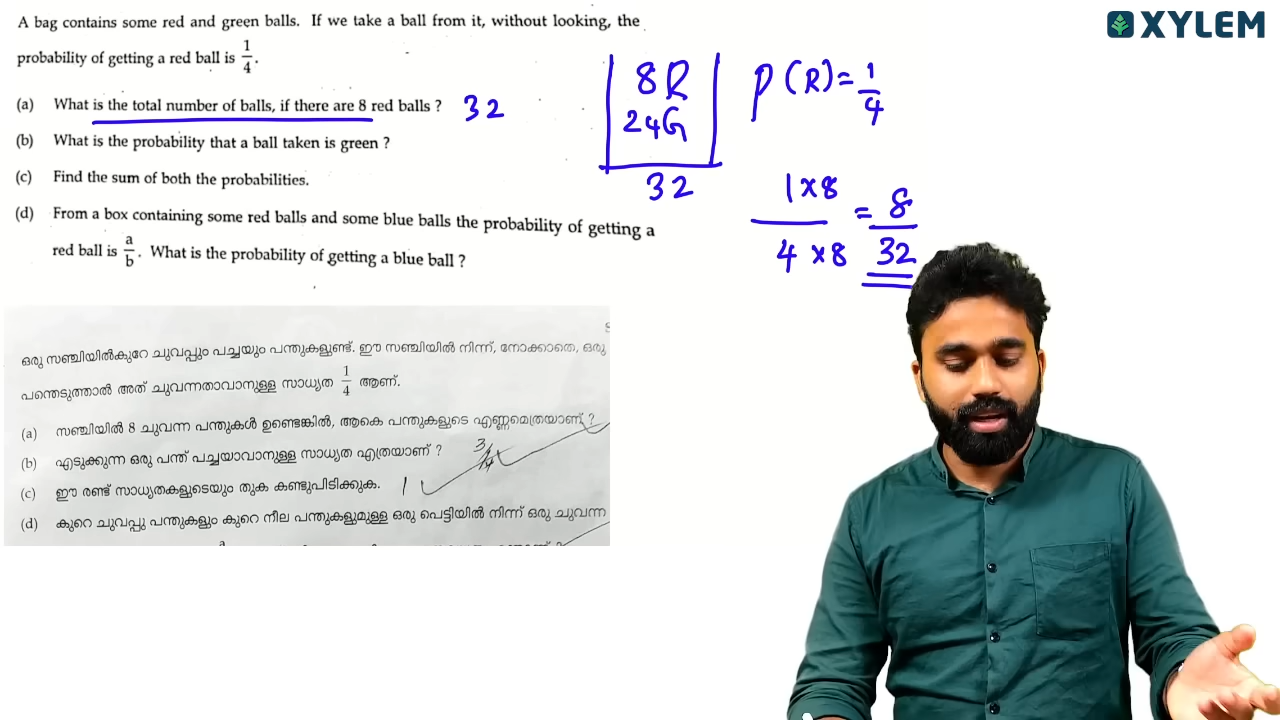 A bag contains some red and green balls. If we take a ball from it, without looking, the
probability of getting a red ball is 1/4.
(a) What is the total number of balls, if there are 8 red balls ? 32
(b) What is the probability that a ball taken is green ?
(c) Find the sum of both the probabilities.
(d) From a box containing some red balls and some blue balls the probability of getting a
red ball is a/b. What is the probability of getting a blue ball ?
8R
24G
32
P(R)=1/4
1×8/4×8 = 8/32
XYLEM
ഒരു സഞ്ചിയിൽകുറേ ചുവപ്പും പച്ചയും പന്തുകളുണ്ട്. ഈ സഞ്ചിയിൽ നിന്ന്, നോക്കാതെ, ഒരു
പന്തെടുത്താൽ അത് ചുവന്നതാവാനുള്ള സാധ്യത 1/4 ആണ്.
(a) സഞ്ചിയിൽ 8 ചുവന്ന പന്തുകൾ ഉണ്ടെങ്കിൽ, ആകെ പന്തുകളുടെ എണ്ണമെത്രയാണ് ?
(b) എടുക്കുന്ന ഒരു പന്ത് പച്ചയാവാനുള്ള സാധ്യത എത്രയാണ് ? 3/4
(c) ഈ രണ്ട് സാധ്യതകളുടെയും തുക കണ്ടുപിടിക്കുക. 1
(d) കുറെ ചുവപ്പു പന്തുകളും കുറെ നീല പന്തുകളുമുള്ള ഒരു പെട്ടിയിൽ നിന്ന് ഒരു ചുവന്ന